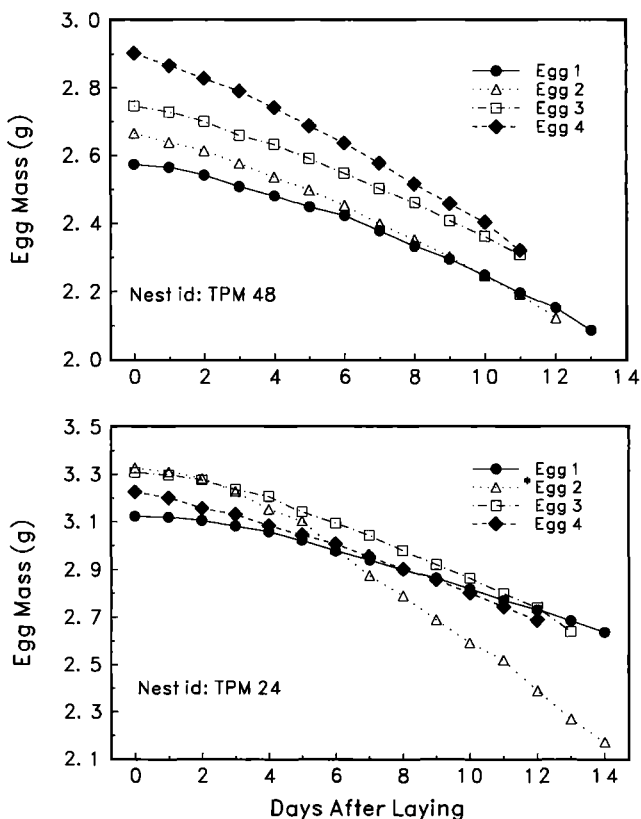 3.0
2.8
2.6
2.4
2.2
2.0
Egg Mass (g)
Egg 1
Egg 2
Egg 3
Egg 4
Nest id: TPM 48
0 2 4 6 8 10 12 14
3.5
3.3
3.1
2.9
2.7
2.5
2.3
2.1
Egg Mass (g)
Egg 1
* Egg 2
Egg 3
Egg 4
Nest id: TPM 24
0 2 4 6 8 10 12 14
Days After Laying